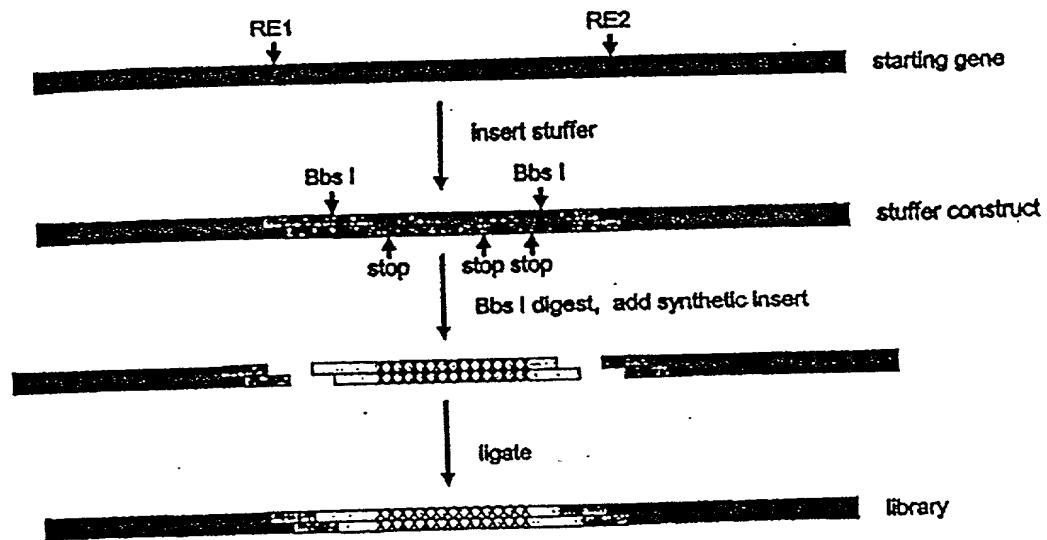 RE1
RE2
starting gene
insert stuffer
Bbs I
Bbs I
stuffer construct
stop
stop stop
Bbs I digest, add synthetic insert
ligate
library